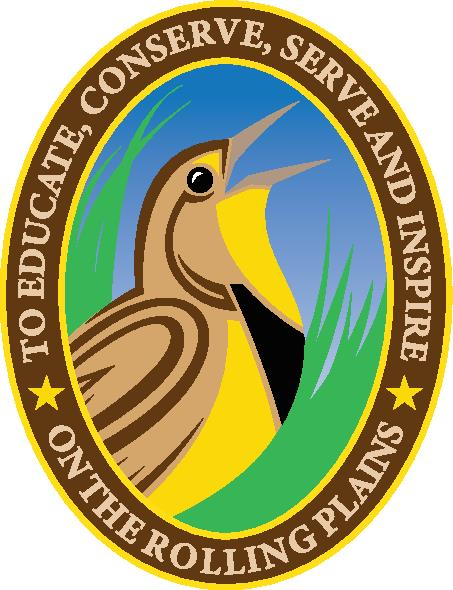 TO EDUCATE, CONSERVE, SERVE AND INSPIRE
ON THE ROLLING PLAINS